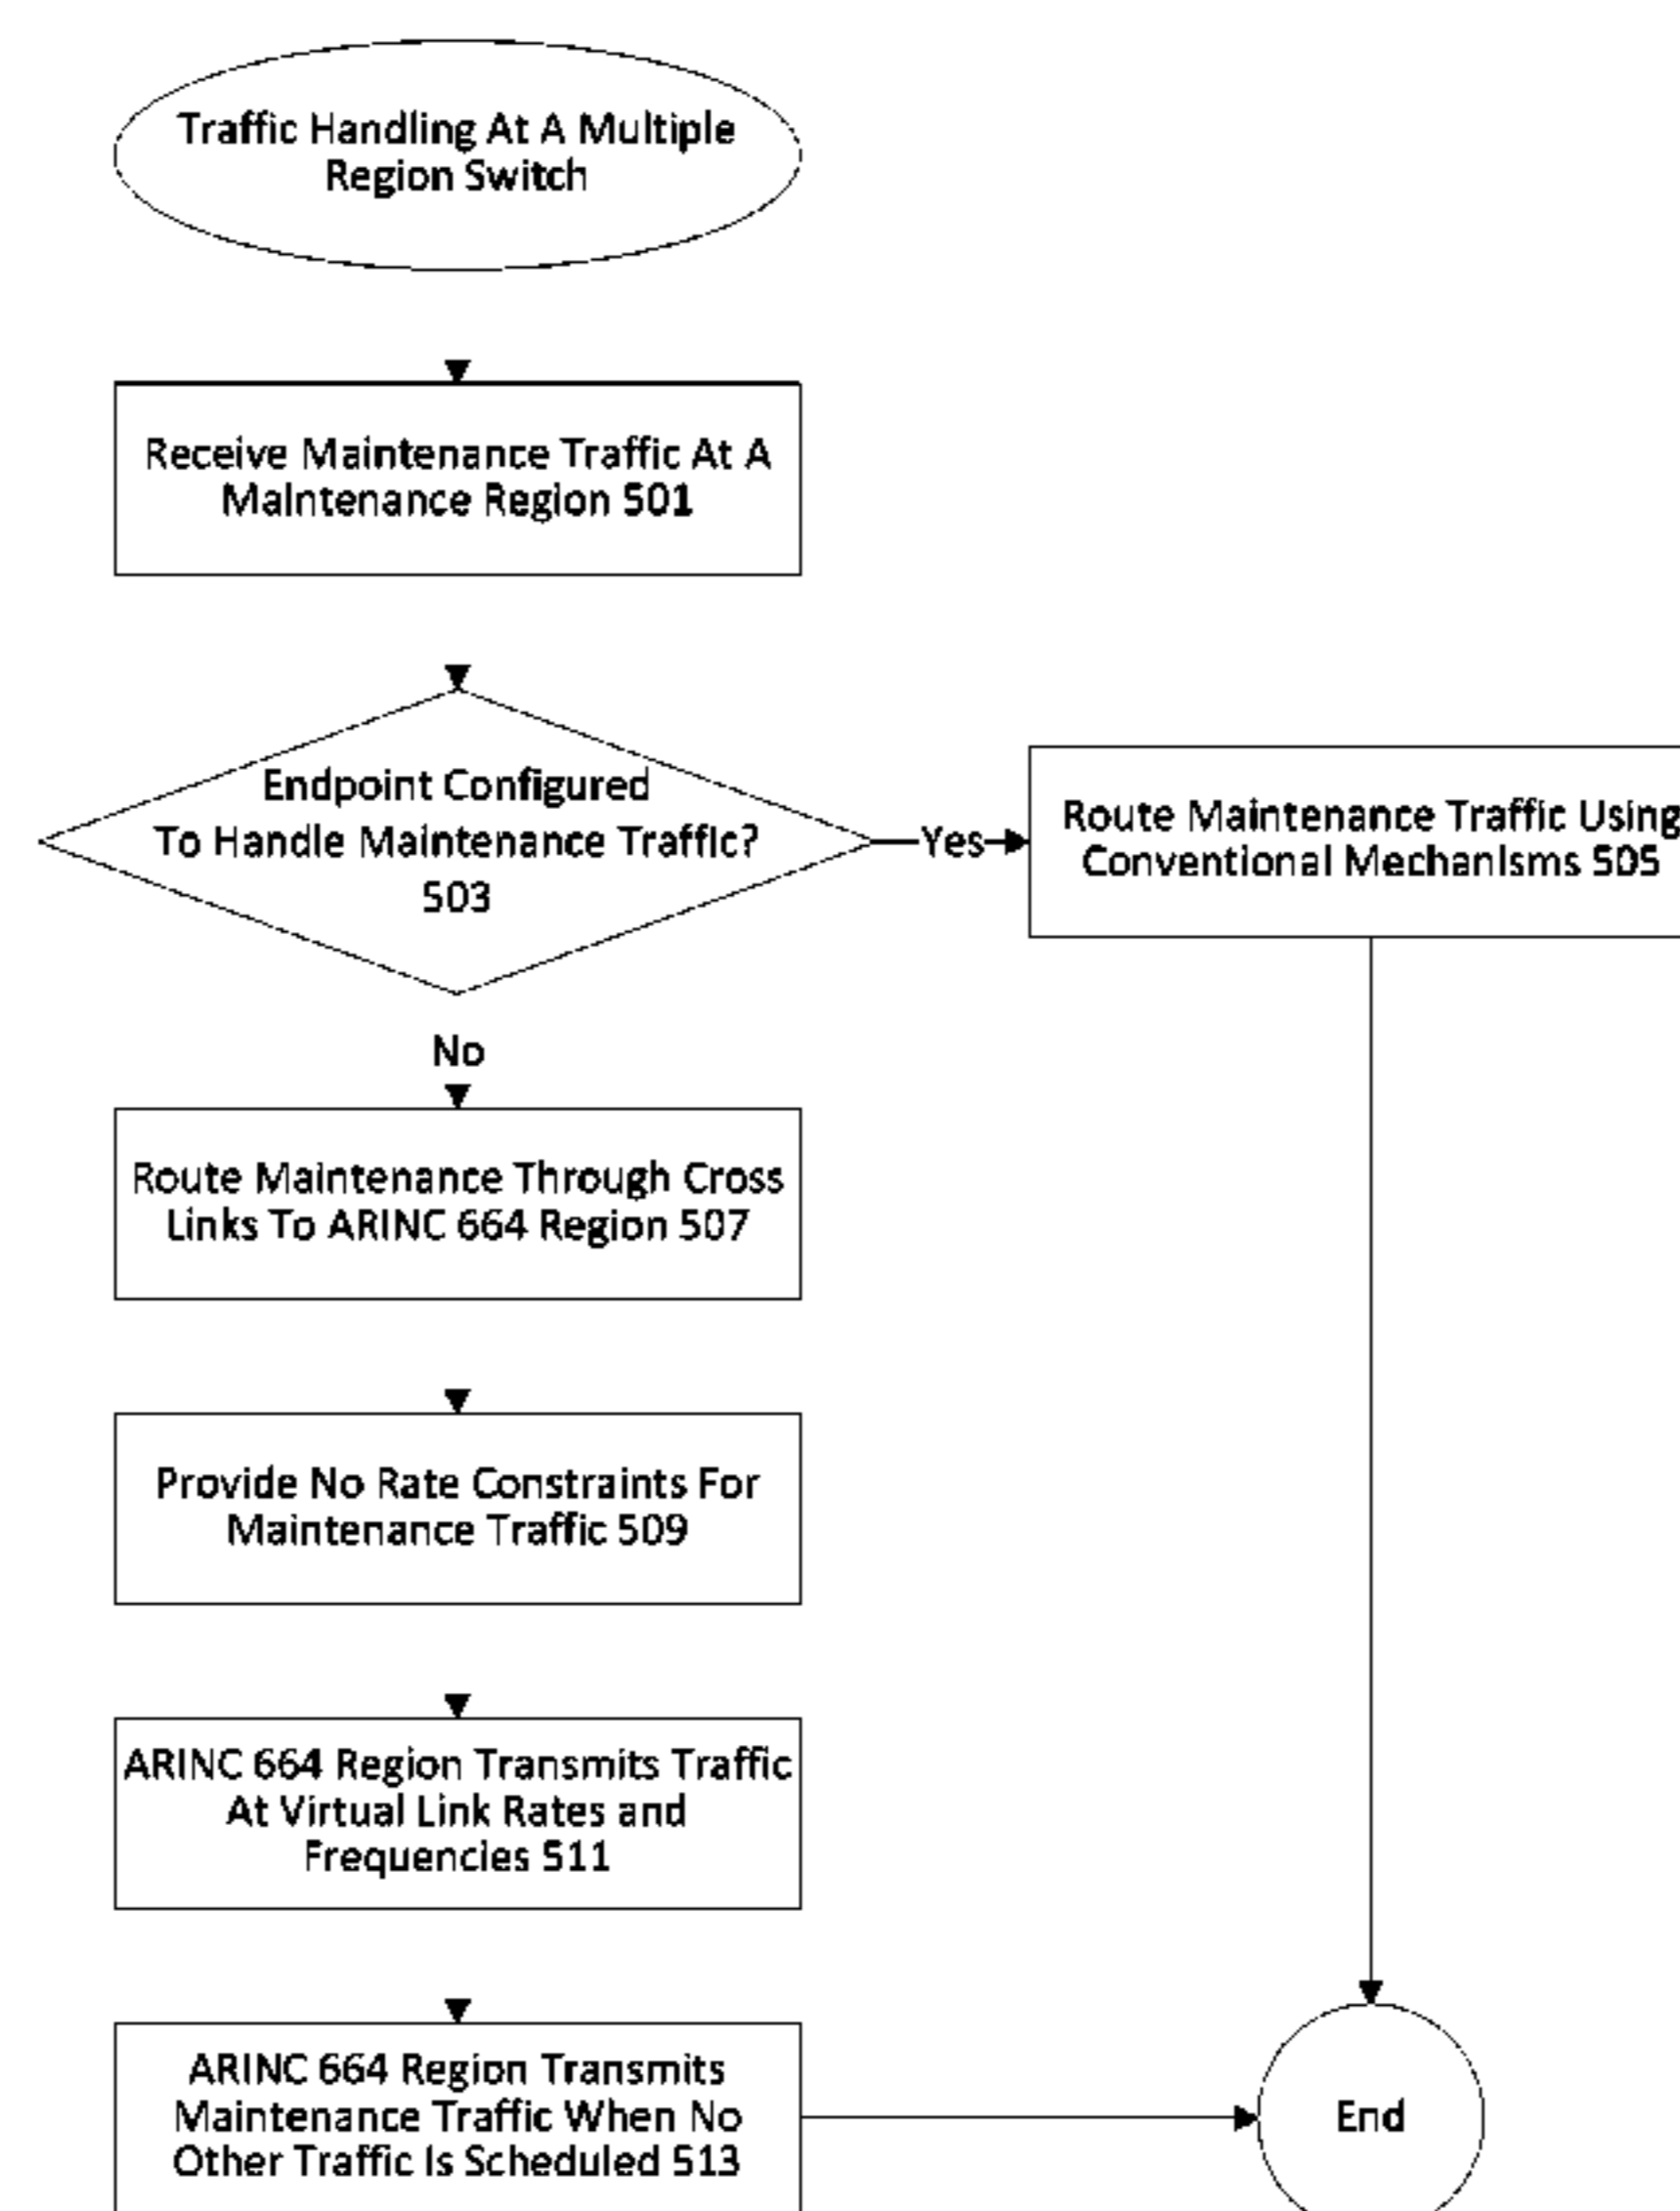 Traffic Handling At A Multiple
Region Switch
Receive Maintenance Traffic At A
Maintenance Region 501
Endpoint Configured
To Handle Maintenance Traffic?
503
Yes
Route Maintenance Traffic Using
Conventional Mechanisms 505
No
Route Maintenance Through Cross
Links To ARINC 664 Region 507
Provide No Rate Constraints For
Maintenance Traffic 509
ARINC 664 Region Transmits Traffic
At Virtual Link Rates and
Frequencies 511
ARINC 664 Region Transmits
Maintenance Traffic When No
Other Traffic Is Scheduled 513
End